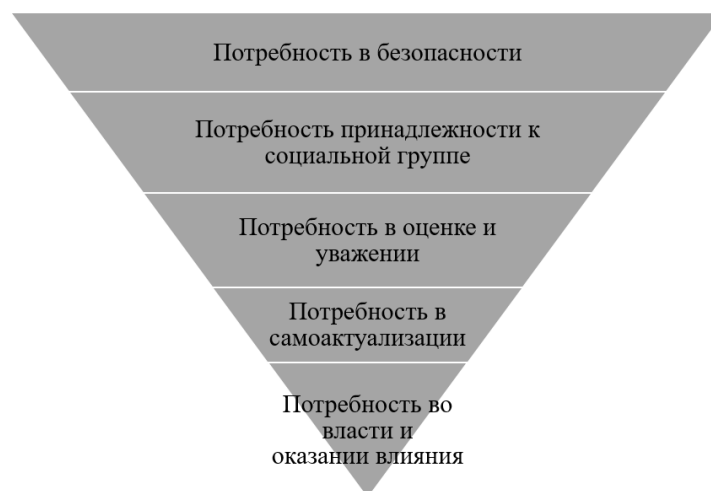 Потребность в безопасности
Потребность принадлежности к
социальной группе
Потребность в оценке и
уважении
Потребность в
самоактуализации
Потребность во
власти и
оказании влияния